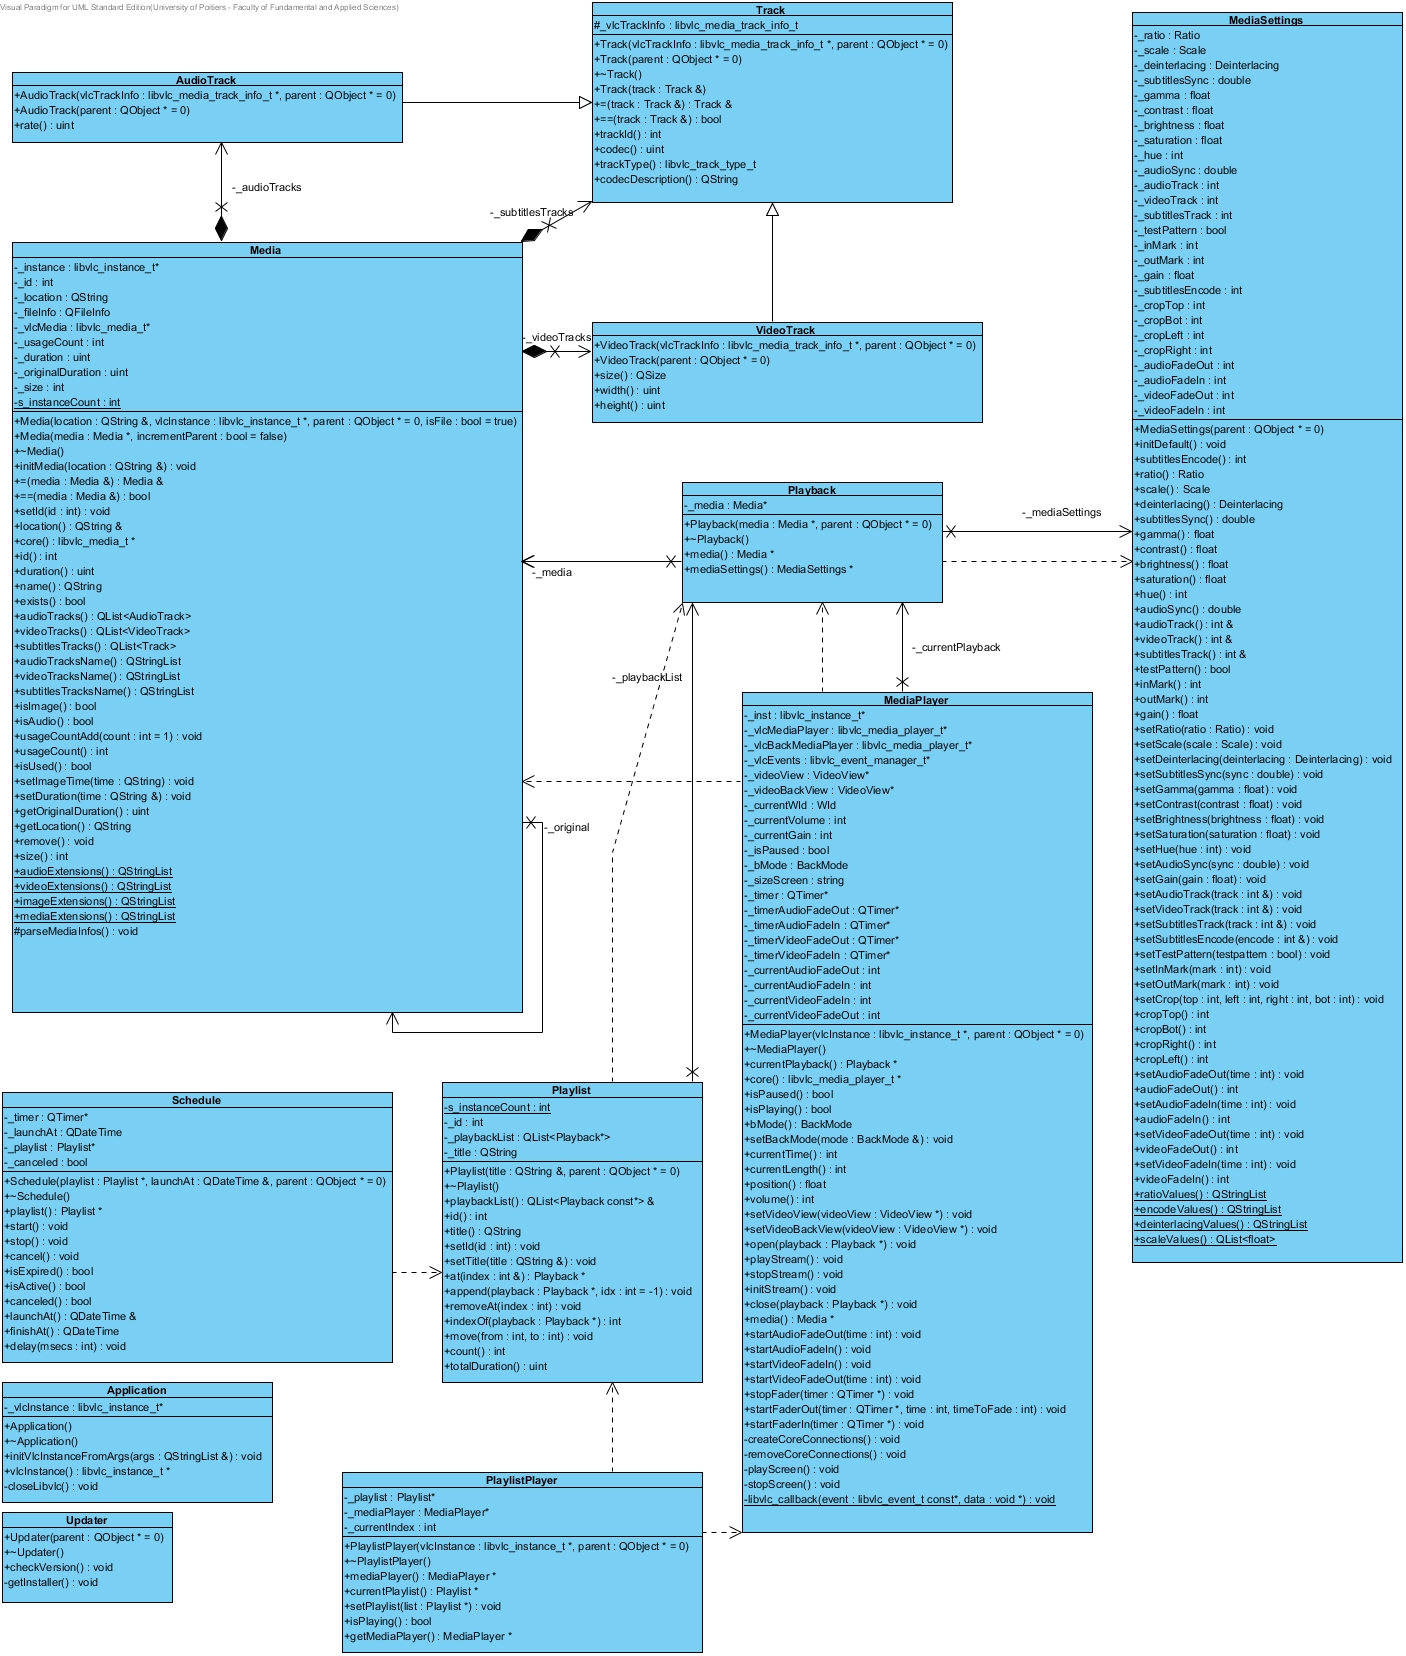 Visual Paradigm for UML Standard Edition(University of Poitiers - Faculty of Fundamental and Applied Sciences)
Track
#_vlcTrackInfo : libvlc_media_track_info_t
+Track(vlcTrackInfo : libvlc_media_track_info_t *, parent : QObject * = 0)
+Track(parent : QObject * = 0)
+~Track()
+Track(track : Track &)
+=(track : Track &) : Track &
+==(track : Track &) : bool
+trackId() : int
+codec() : uint
+trackType() : libvlc_track_type_t
+codecDescription() : QString
AudioTrack
+AudioTrack(vlcTrackInfo : libvlc_media_track_info_t *, parent : QObject * = 0)
+AudioTrack(parent : QObject * = 0)
+rate() : uint
-_audioTracks
-_subtitlesTracks
-_videoTracks
Media
-_instance : libvlc_instance_t*
-_id : int
-_location : QString
-_fileInfo : QFileInfo
-_vlcMedia : libvlc_media_t*
-_usageCount : int
-_duration : uint
-_originalDuration : uint
-_size : int
-s_instanceCount : int
+Media(location : QString &, vlcInstance : libvlc_instance_t *, parent : QObject * = 0, isFile : bool = true)
+Media(media : Media *, incrementParent : bool = false)
+~Media()
+initMedia(location : QString &) : void
+=(media : Media &) : Media &
+==(media : Media &) : bool
+setId(id : int) : void
+location() : QString &
+core() : libvlc_media_t *
+id() : int
+duration() : uint
+name() : QString
+exists() : bool
+audioTracks() : QList<AudioTrack>
+videoTracks() : QList<VideoTrack>
+subtitlesTracks() : QList<Track>
+audioTracksName() : QStringList
+videoTracksName() : QStringList
+subtitlesTracksName() : QStringList
+isImage() : bool
+isAudio() : bool
+usageCountAdd(count : int = 1) : void
+usageCount() : int
+isUsed() : bool
+setImageTime(time : QString) : void
+setDuration(time : QString &) : void
+getOriginalDuration() : uint
+getLocation() : QString
+remove() : void
+size() : int
+audioExtensions() : QStringList
+videoExtensions() : QStringList
+imageExtensions() : QStringList
+mediaExtensions() : QStringList
#parseMediaInfos() : void
-_original
VideoTrack
+VideoTrack(vlcTrackInfo : libvlc_media_track_info_t *, parent : QObject * = 0)
+VideoTrack(parent : QObject * = 0)
+size() : QSize
+width() : uint
+height() : uint
Playback
-_media : Media*
+Playback(media : Media *, parent : QObject * = 0)
+~Playback()
+media() : Media *
+mediaSettings() : MediaSettings *
-_media
-_mediaSettings
-_playbackList
-_currentPlayback
MediaSettings
-_ratio : Ratio
-_scale : Scale
-_deinterlacing : Deinterlacing
-_subtitlesSync : double
-_gamma : float
-_contrast : float
-_brightness : float
-_saturation : float
-_hue : int
-_audioSync : double
-_audioTrack : int
-_videoTrack : int
-_subtitlesTrack : int
-_testPattern : bool
-_inMark : int
-_outMark : int
-_gain : float
-_subtitlesEncode : int
-_cropTop : int
-_cropBot : int
-_cropLeft : int
-_cropRight : int
-_audioFadeOut : int
-_audioFadeIn : int
-_videoFadeOut : int
-_videoFadeIn : int
+MediaSettings(parent : QObject * = 0)
+initDefault() : void
+subtitlesEncode() : int
+ratio() : Ratio
+scale() : Scale
+deinterlacing() : Deinterlacing
+subtitlesSync() : double
+gamma() : float
+contrast() : float
+brightness() : float
+saturation() : float
+hue() : int
+audioSync() : double
+audioTrack() : int &
+videoTrack() : int &
+subtitlesTrack() : int &
+testPattern() : bool
+inMark() : int
+outMark() : int
+gain() : float
+setRatio(ratio : Ratio) : void
+setScale(scale : Scale) : void
+setDeinterlacing(deinterlacing : Deinterlacing) : void
+setSubtitlesSync(sync : double) : void
+setGamma(gamma : float) : void
+setContrast(contrast : float) : void
+setBrightness(brightness : float) : void
+setSaturation(saturation : float) : void
+setHue(hue : int) : void
+setAudioSync(sync : double) : void
+setGain(gain : float) : void
+setAudioTrack(track : int &) : void
+setVideoTrack(track : int &) : void
+setSubtitlesTrack(track : int &) : void
+setSubtitlesEncode(encode : int &) : void
+setTestPattern(testpattern : bool) : void
+setInMark(mark : int) : void
+setOutMark(mark : int) : void
+setCrop(top : int, left : int, right : int, bot : int) : void
+cropTop() : int
+cropBot() : int
+cropRight() : int
+cropLeft() : int
+setAudioFadeOut(time : int) : void
+audioFadeOut() : int
+setAudioFadeIn(time : int) : void
+audioFadeIn() : int
+setVideoFadeOut(time : int) : void
+videoFadeOut() : int
+setVideoFadeIn(time : int) : void
+videoFadeIn() : int
+ratioValues() : QStringList
+encodeValues() : QStringList
+deinterlacingValues() : QStringList
+scaleValues() : QList<float>
MediaPlayer
-_inst : libvlc_instance_t*
-_vlcMediaPlayer : libvlc_media_player_t*
-_vlcBackMediaPlayer : libvlc_media_player_t*
-_vlcEvents : libvlc_event_manager_t*
-_videoView : VideoView*
-_videoBackView : VideoView*
-_currentWId : WId
-_currentVolume : int
-_currentGain : int
-_isPaused : bool
-_bMode : BackMode
-_sizeScreen : string
-_timer : QTimer*
-_timerAudioFadeOut : QTimer*
-_timerAudioFadeIn : QTimer*
-_timerVideoFadeOut : QTimer*
-_timerVideoFadeIn : QTimer*
-_currentAudioFadeOut : int
-_currentAudioFadeIn : int
-_currentVideoFadeIn : int
-_currentVideoFadeOut : int
+MediaPlayer(vlcInstance : libvlc_instance_t *, parent : QObject * = 0)
+~MediaPlayer()
+currentPlayback() : Playback *
+core() : libvlc_media_player_t *
+isPaused() : bool
+isPlaying() : bool
+bMode() : BackMode
+setBackMode(mode : BackMode &) : void
+currentTime() : int
+currentLength() : int
+position() : float
+volume() : int
+setVideoView(videoView : VideoView *) : void
+setVideoBackView(videoView : VideoView *) : void
+open(playback : Playback *) : void
+playStream() : void
+stopStream() : void
+initStream() : void
+close(playback : Playback *) : void
+media() : Media *
+startAudioFadeOut(time : int) : void
+startAudioFadeIn() : void
+startVideoFadeIn() : void
+startVideoFadeOut(time : int) : void
+stopFader(timer : QTimer *) : void
+startFaderOut(timer : QTimer *, time : int, timeToFade : int) : void
+startFaderIn(timer : QTimer *) : void
-createCoreConnections() : void
-removeCoreConnections() : void
-playScreen() : void
-stopScreen() : void
-libvlc_callback(event : libvlc_event_t const*, data : void *) : void
Schedule
-_timer : QTimer*
-_launchAt : QDateTime
-_playlist : Playlist*
-_canceled : bool
+Schedule(playlist : Playlist *, launchAt : QDateTime &, parent : QObject * = 0)
+~Schedule()
+playlist() : Playlist *
+start() : void
+stop() : void
+cancel() : void
+isExpired() : bool
+isActive() : bool
+canceled() : bool
+launchAt() : QDateTime &
+finishAt() : QDateTime
+delay(msecs : int) : void
Playlist
-s_instanceCount : int
-_id : int
-_playbackList : QList<Playback*>
-_title : QString
+Playlist(title : QString &, parent : QObject * = 0)
+~Playlist()
+playbackList() : QList<Playback const*> &
+id() : int
+title() : QString
+setId(id : int) : void
+setTitle(title : QString &) : void
+at(index : int &) : Playback *
+append(playback : Playback *, idx : int = -1) : void
+removeAt(index : int) : void
+indexOf(playback : Playback *) : int
+move(from : int, to : int) : void
+count() : int
+totalDuration() : uint
Application
-_vlcInstance : libvlc_instance_t*
+Application()
+~Application()
+initVlcInstanceFromArgs(args : QStringList &) : void
+vlcInstance() : libvlc_instance_t *
-closeLibvlc() : void
Updater
+Updater(parent : QObject * = 0)
+~Updater()
+checkVersion() : void
-getInstaller() : void
PlaylistPlayer
-_playlist : Playlist*
-_mediaPlayer : MediaPlayer*
-_currentIndex : int
+PlaylistPlayer(vlcInstance : libvlc_instance_t *, parent : QObject * = 0)
+~PlaylistPlayer()
+mediaPlayer() : MediaPlayer *
+currentPlaylist() : Playlist *
+setPlaylist(list : Playlist *) : void
+isPlaying() : bool
+getMediaPlayer() : MediaPlayer *